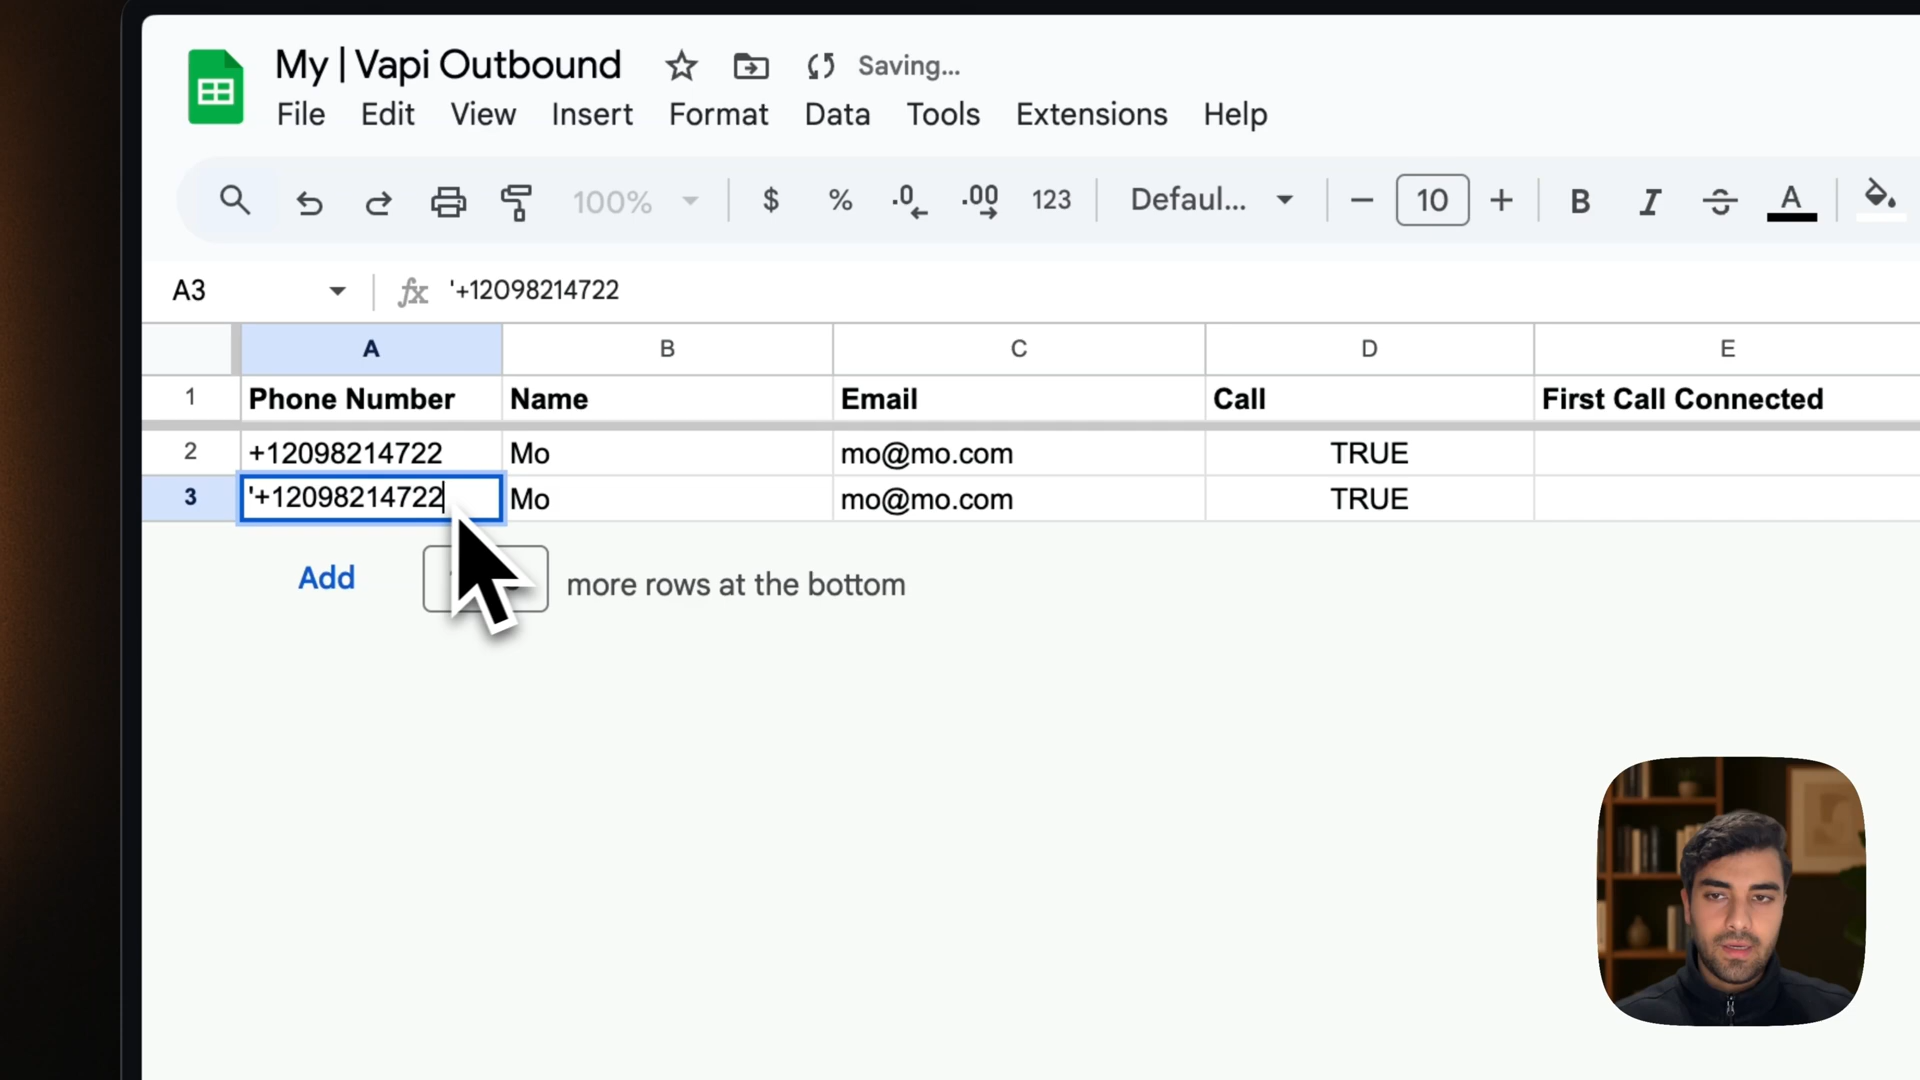 My | Vapi Outbound Saving...
File Edit View Insert Format Data Tools Extensions Help
100% $ % .0 .00 123 Defaul... 10 B I S A
A3 fx '+12098214722
A B C D E
1 Phone Number Name Email Call First Call Connected
2 +12098214722 Mo mo@mo.com TRUE
3 '+12098214722 Mo mo@mo.com TRUE
Add more rows at the bottom